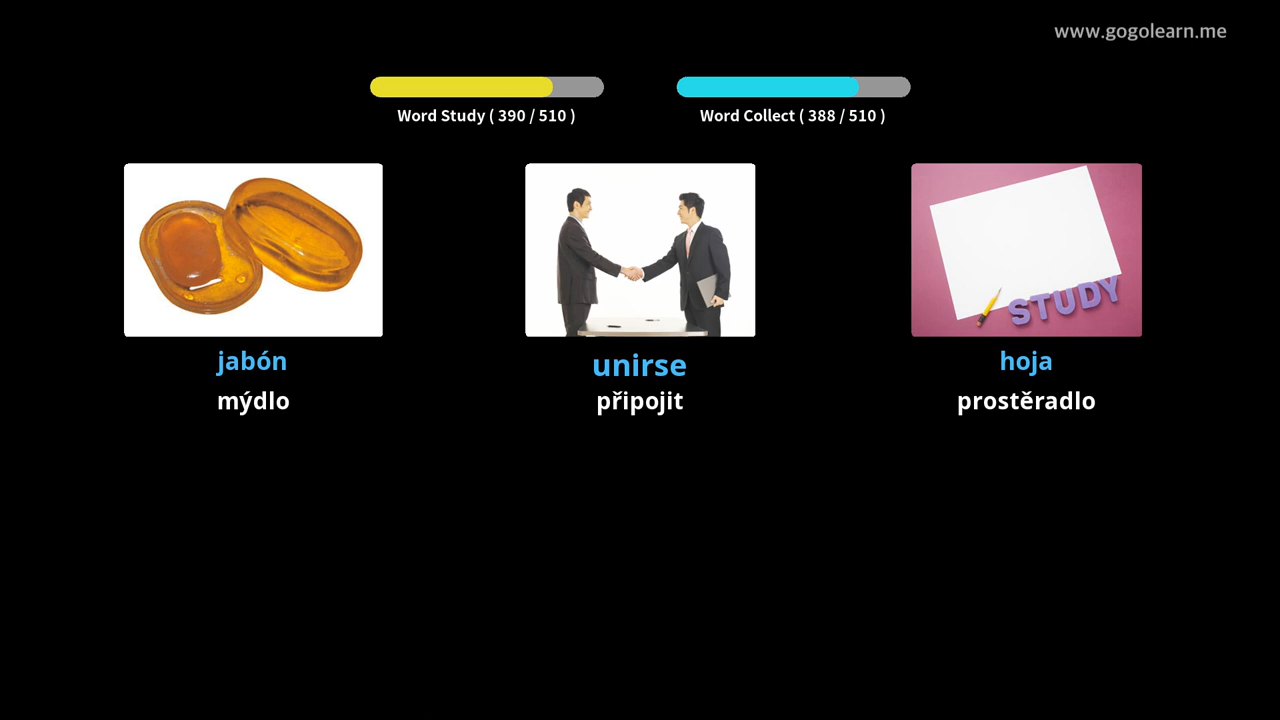 www.gogolearn.me
Word Study ( 390 / 510 )
Word Collect ( 388 / 510 )
STUDY
jabón
unirse
hoja
mýdlo
připojit
prostěradlo